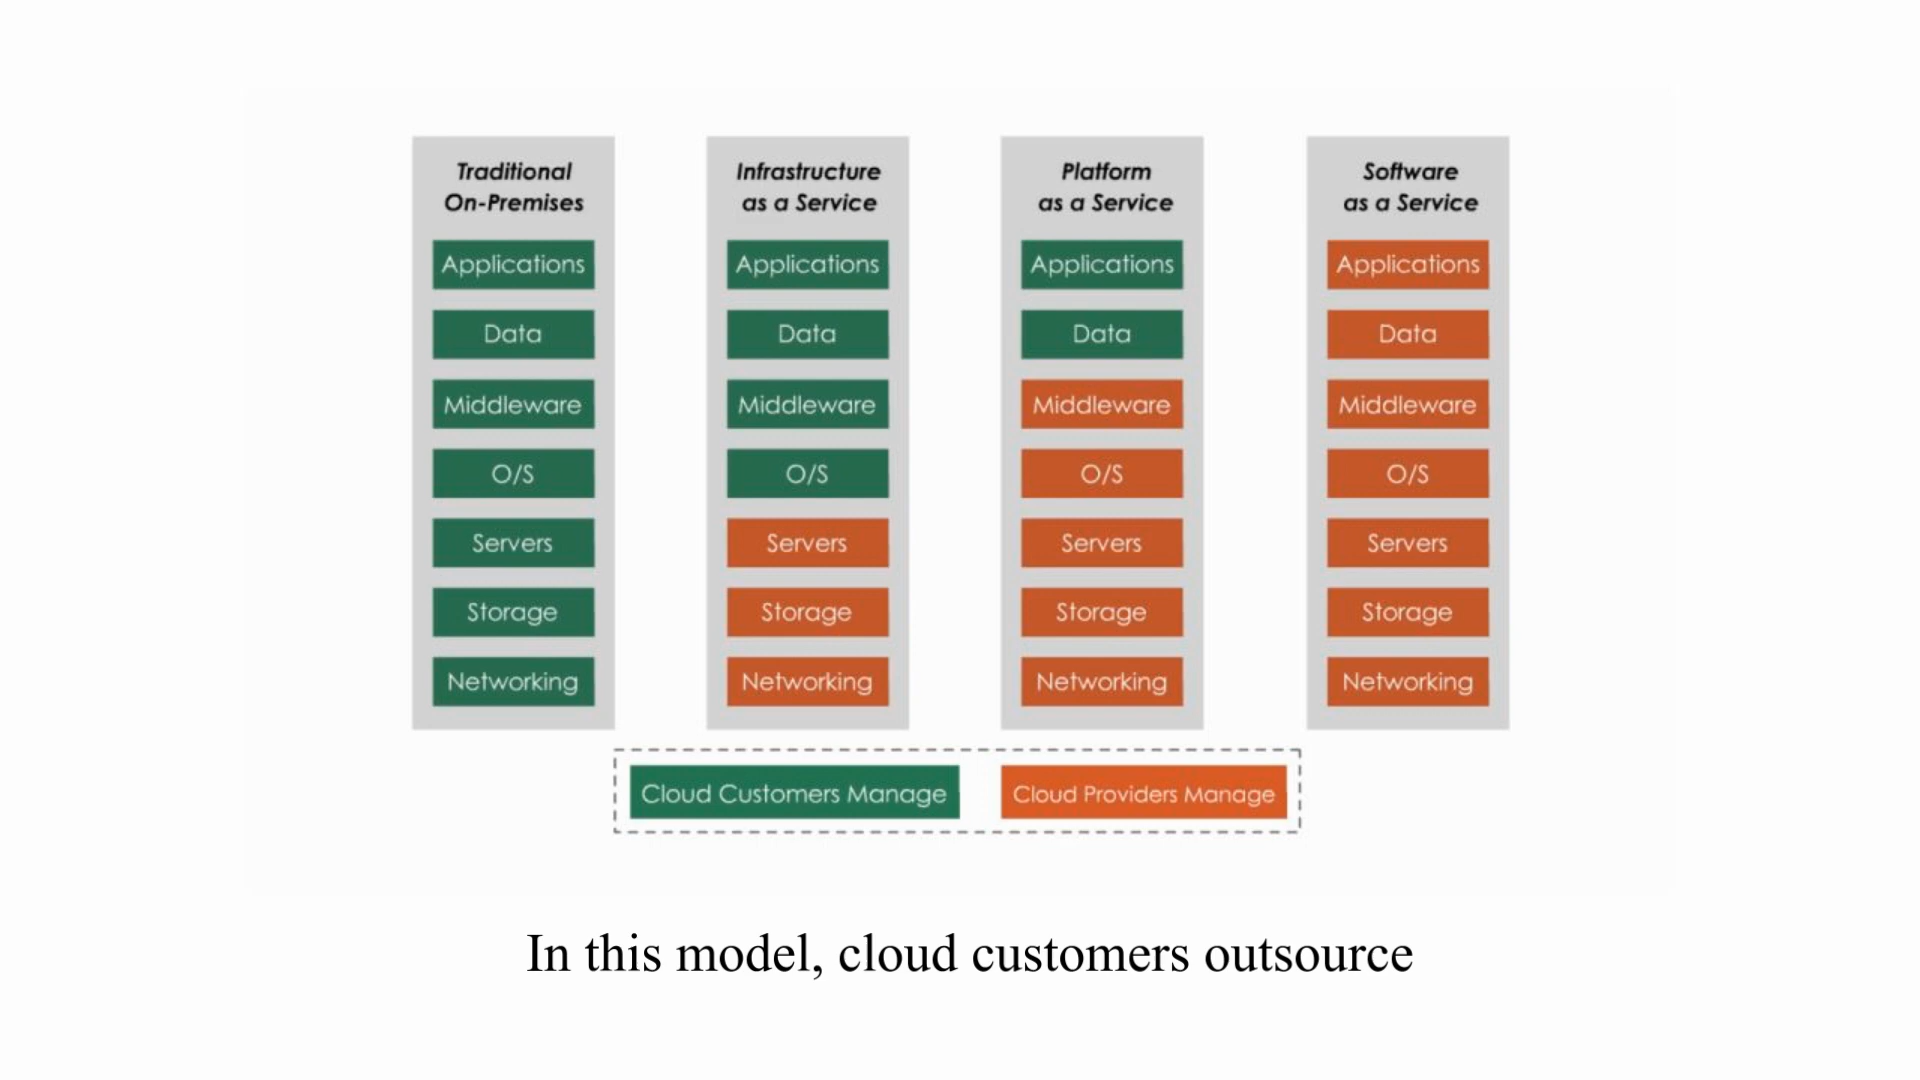 Traditional
On-Premises
Applications
Data
Middleware
O/S
Servers
Storage
Networking
Infrastructure
as a Service
Applications
Data
Middleware
O/S
Servers
Storage
Networking
Platform
as a Service
Applications
Data
Middleware
O/S
Servers
Storage
Networking
Software
as a Service
Applications
Data
Middleware
O/S
Servers
Storage
Networking
Cloud Customers Manage
Cloud Providers Manage
In this model, cloud customers outsource